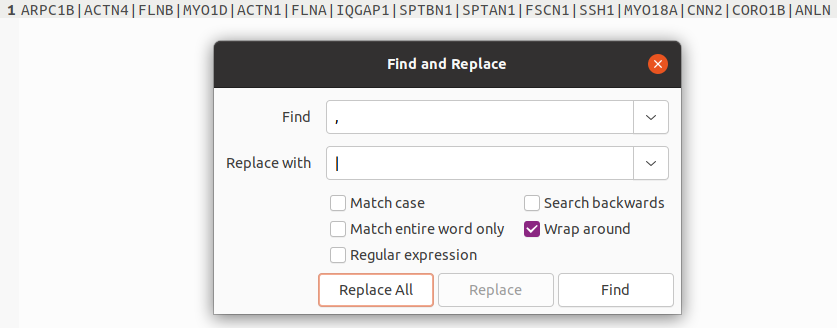 1 ARPC1B|ACTN4|FLNB|MYO1D|ACTN1|FLNA|IQGAP1|SPTBN1|SPTAN1|FSCN1|SSH1|MYO18A|CNN2|CORO1B|ANLN
Find and Replace
Find ,
Replace with |
Match case Search backwards
Match entire word only Wrap around
Regular expression
Replace All Replace Find